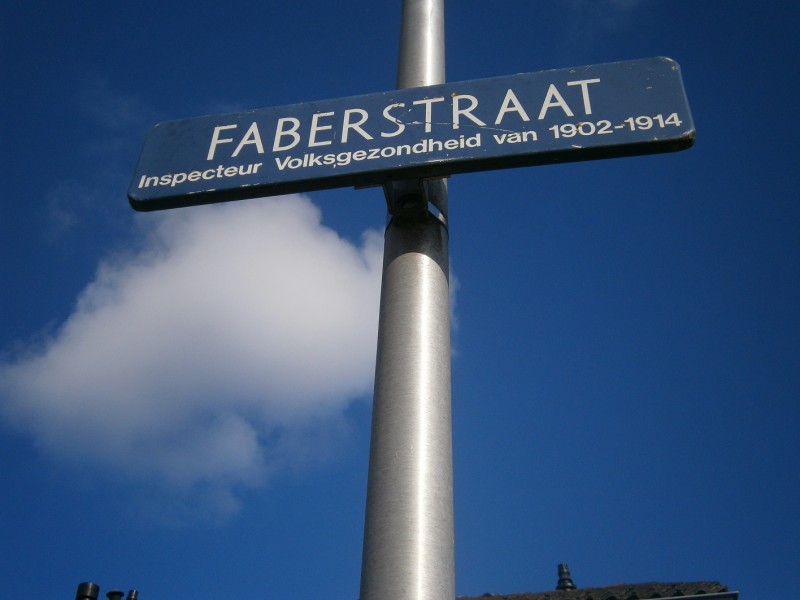 FABERSTRAAT
Inspecteur Volksgezondheid van 1902-1914